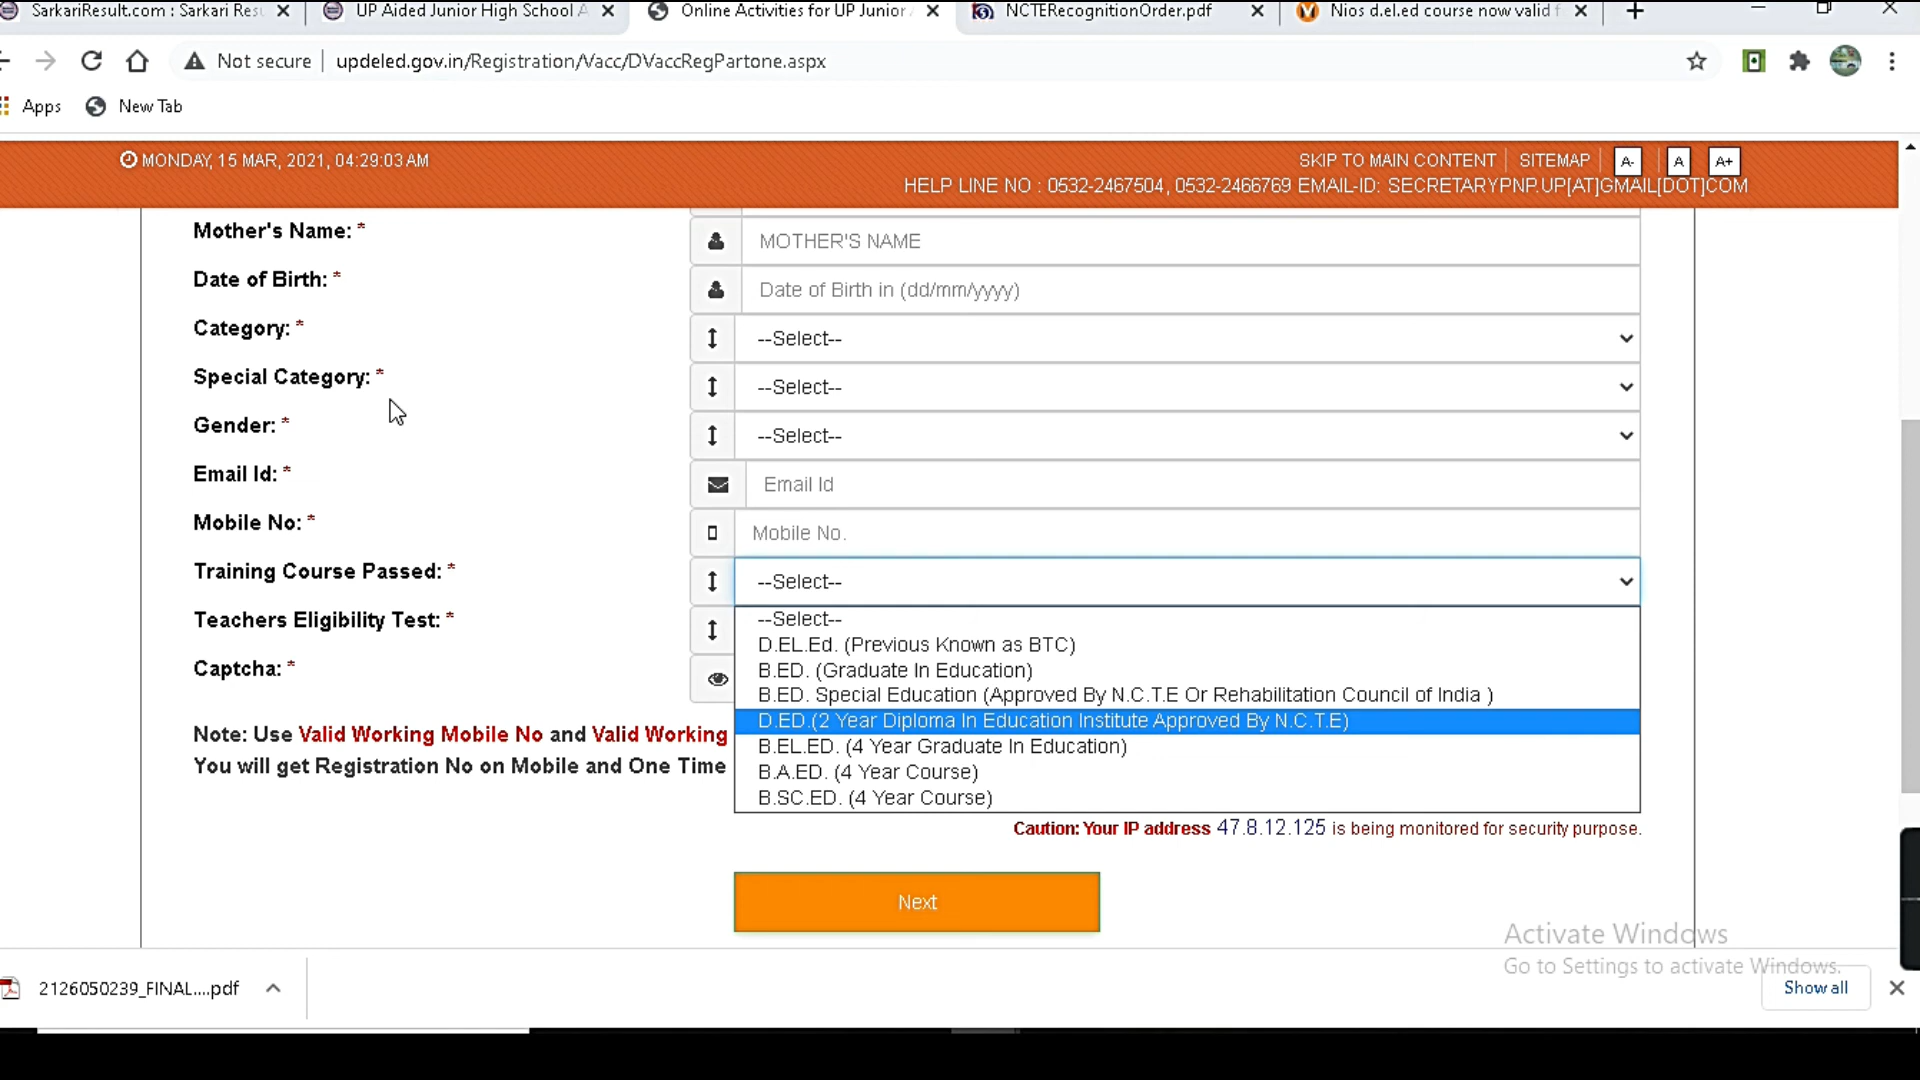 SarkariResult.com : Sarkari Resu
UP Aided Junior High School A
Online Activities for UP Junior
NCTERecognitionOrder.pdf
Nios d.el.ed course now valid f
Not secure
updeled.gov.in/Registration/Vacc/DVaccRegPartone.aspx
Apps
New Tab
MONDAY, 15 MAR, 2021, 04:29:03 AM
SKIP TO MAIN CONTENT
SITEMAP
A-
A
A+
HELP LINE NO : 0532-2467504, 0532-2466769 EMAIL-ID: SECRETARYPNP.UP[AT]GMAIL[DOT]COM
Mother's Name: *
MOTHER'S NAME
Date of Birth: *
Date of Birth in (dd/mm/yyyy)
Category: *
--Select--
Special Category: *
--Select--
Gender: *
--Select--
Email Id: *
Email Id
Mobile No: *
Mobile No.
Training Course Passed: *
--Select--
Teachers Eligibility Test: *
Captcha: *
--Select--
D.EL.Ed. (Previous Known as BTC)
B.ED. (Graduate In Education)
B.ED. Special Education (Approved By N.C.T.E Or Rehabilitation Council of India )
D.ED.(2 Year Diploma In Education Institute Approved By N.C.T.E)
B.EL.ED. (4 Year Graduate In Education)
B.A.ED. (4 Year Course)
B.SC.ED. (4 Year Course)
Note: Use Valid Working Mobile No and Valid Working
You will get Registration No on Mobile and One Time
Caution: Your IP address 47.8.12.125 is being monitored for security purpose.
Next
Activate Windows
Go to Settings to activate Windows.
2126050239_FINAL....pdf
Show all